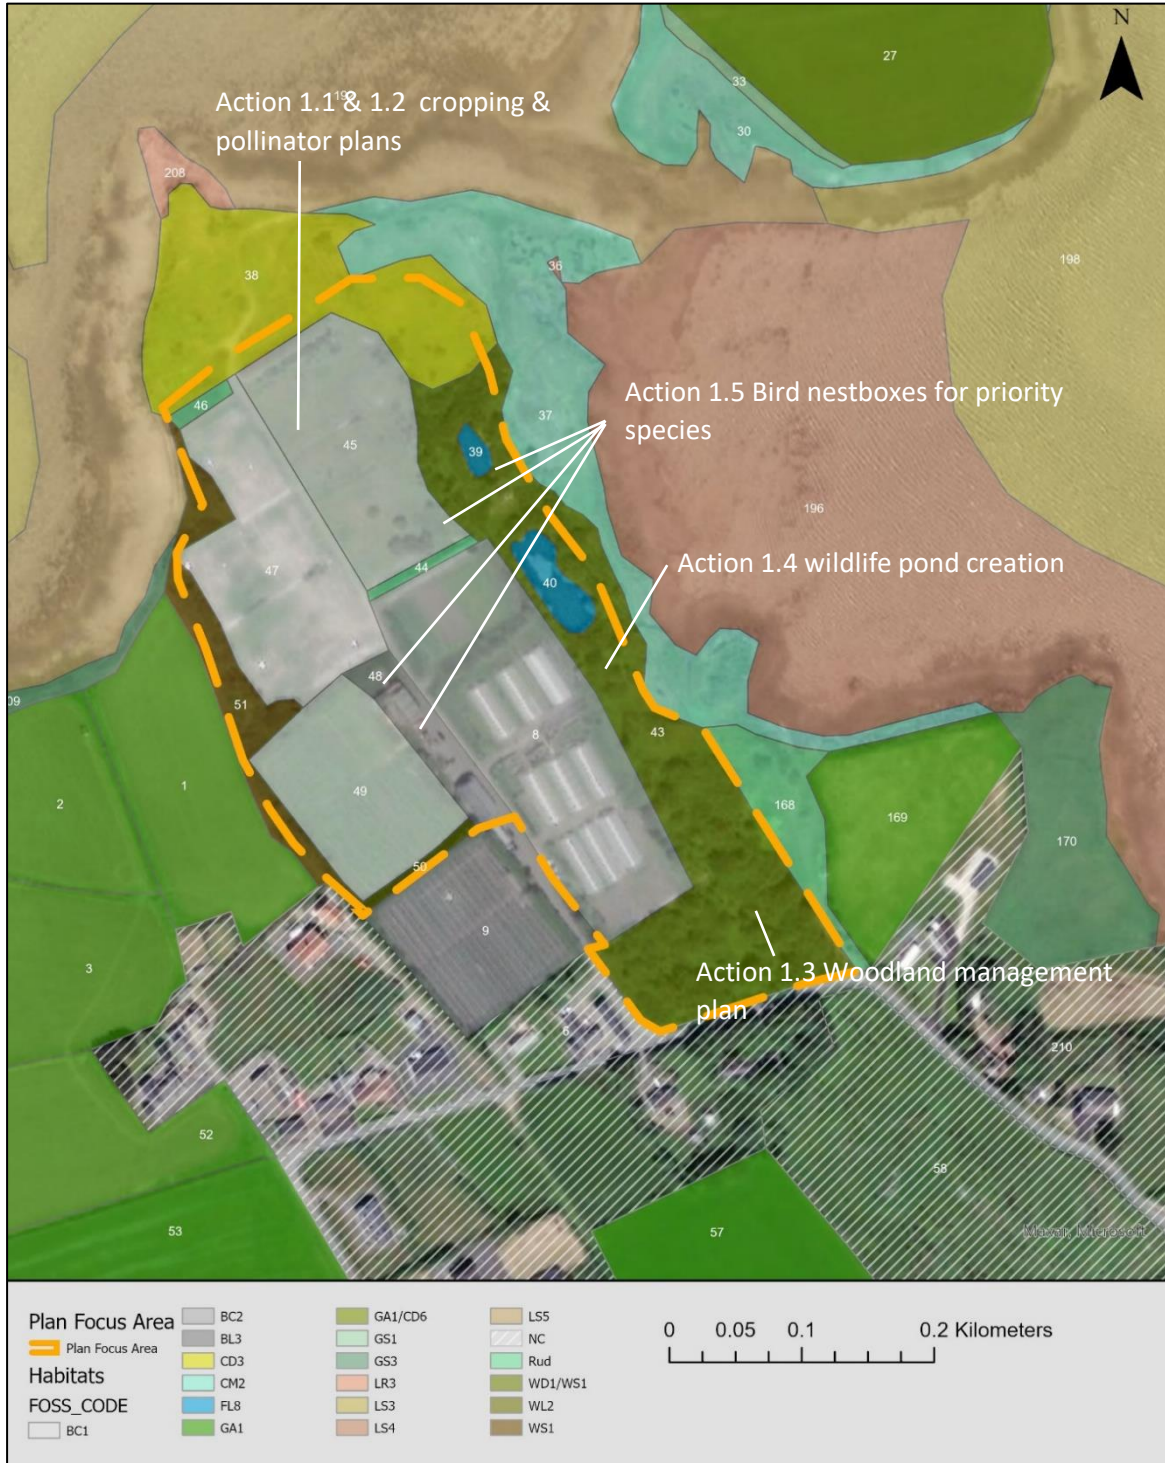 N
27
33
192
Action 1.1 & 1.2 cropping &
pollinator plans
30
208
38
36
198
Action 1.5 Bird nestboxes for priority
species
37
46
45
39
196
47
44
40
Action 1.4 wildlife pond creation
48
51
09
43
8
1
2
49
168
169
170
50
9
3
Action 1.3 Woodland management
plan
6
210
52
58
53
57
Maxar, Microsoft
Plan Focus Area
Plan Focus Area
Habitats
FOSS_CODE
BC1
BC2
BL3
CD3
CM2
FL8
GA1
GA1/CD6
GS1
GS3
LR3
LS3
LS4
LS5
NC
Rud
WD1/WS1
WL2
WS1
0 0.05 0.1 0.2 Kilometers